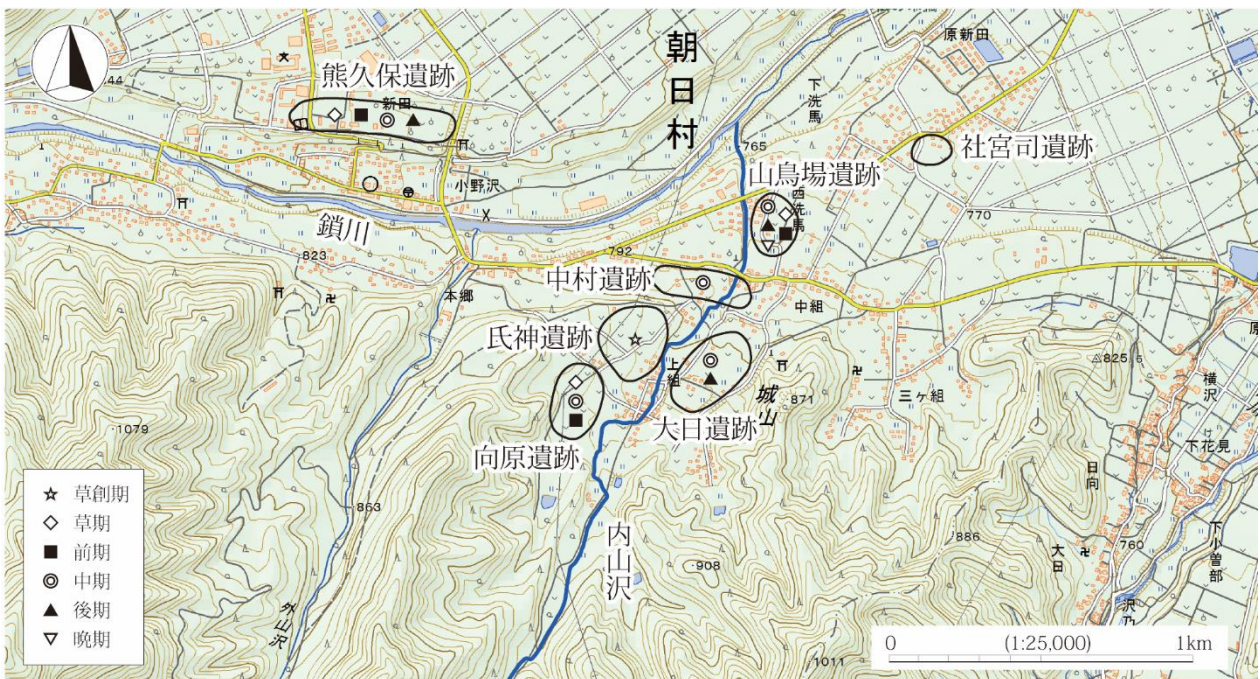 朝日村
原新田
熊久保遺跡
新田
下洗馬
765
社宮司遺跡
山鳥場遺跡
西洗馬
小野沢
鎖川
770
792
823
中村遺跡
本郷
中組
氏神遺跡
上組
城山
871
825
三ヶ組
横沢
大日遺跡
下花見
向原遺跡
1079
日向
863
内山沢
908
886
大日
760
下小曽部
外山沢
沢乃
1011
草創期
草期
前期
中期
後期
晩期
0 (1:25,000) 1km